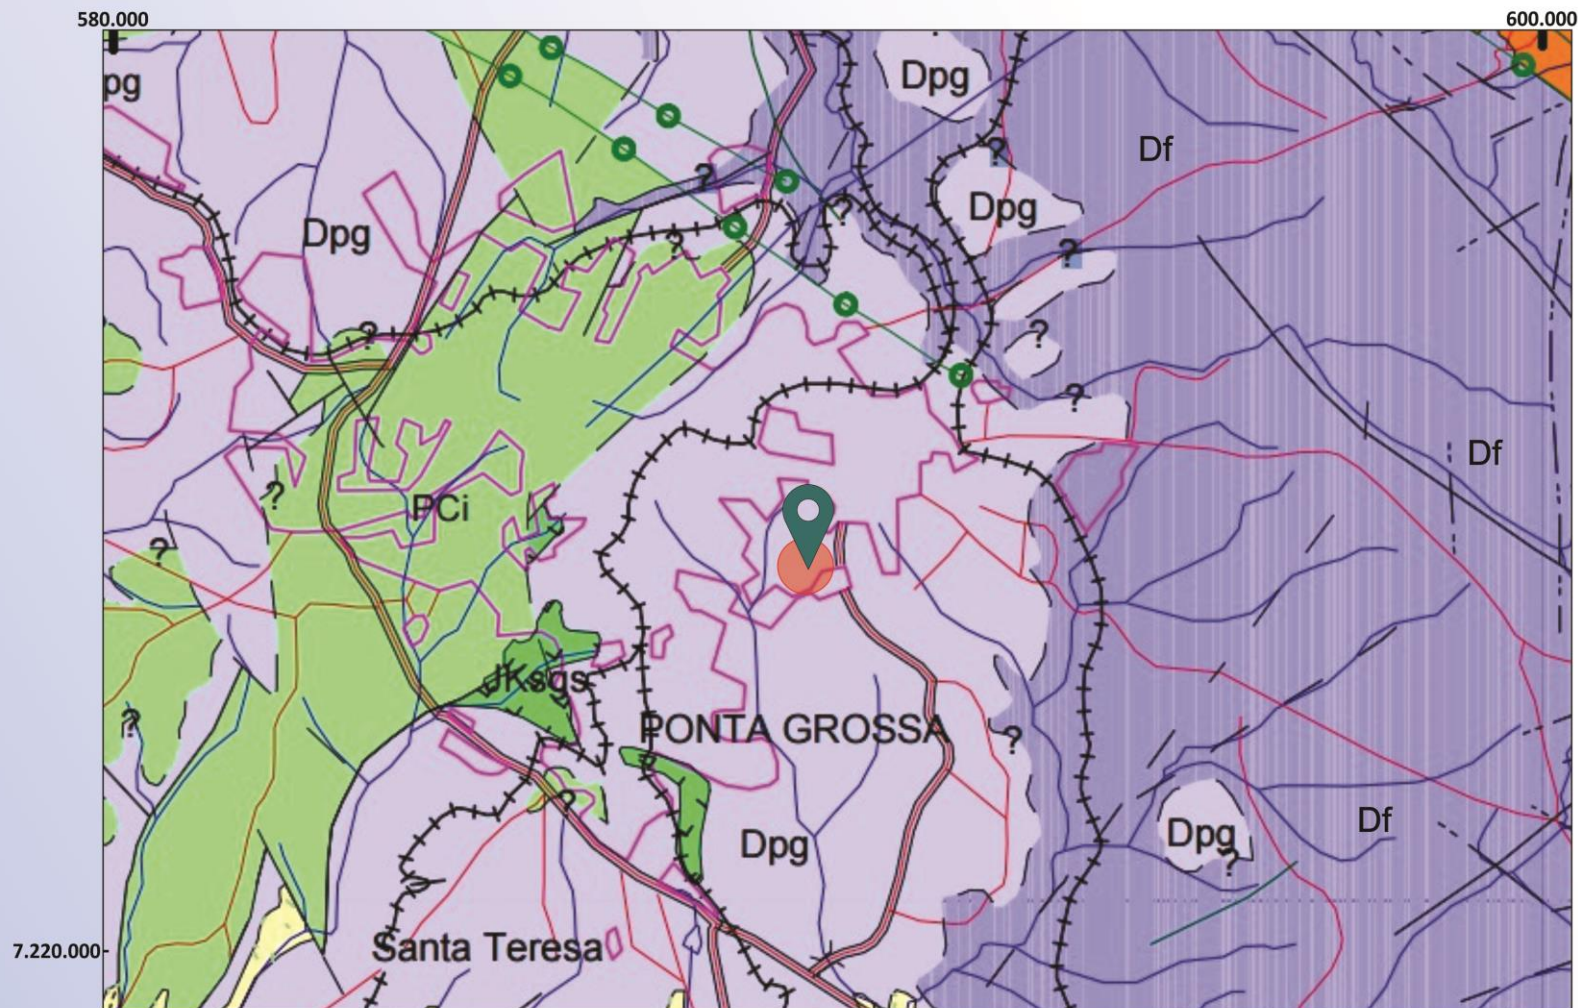 580.000 600.000
pg Dpg
Df
?
? Dpg
?
Dpg
?
?
?
?
?
Df
?
PCi
?
JKsgs
?
PONTA GROSSA
?
?
Df
Dpg
Dpg
?
Santa Teresa
7.220.000